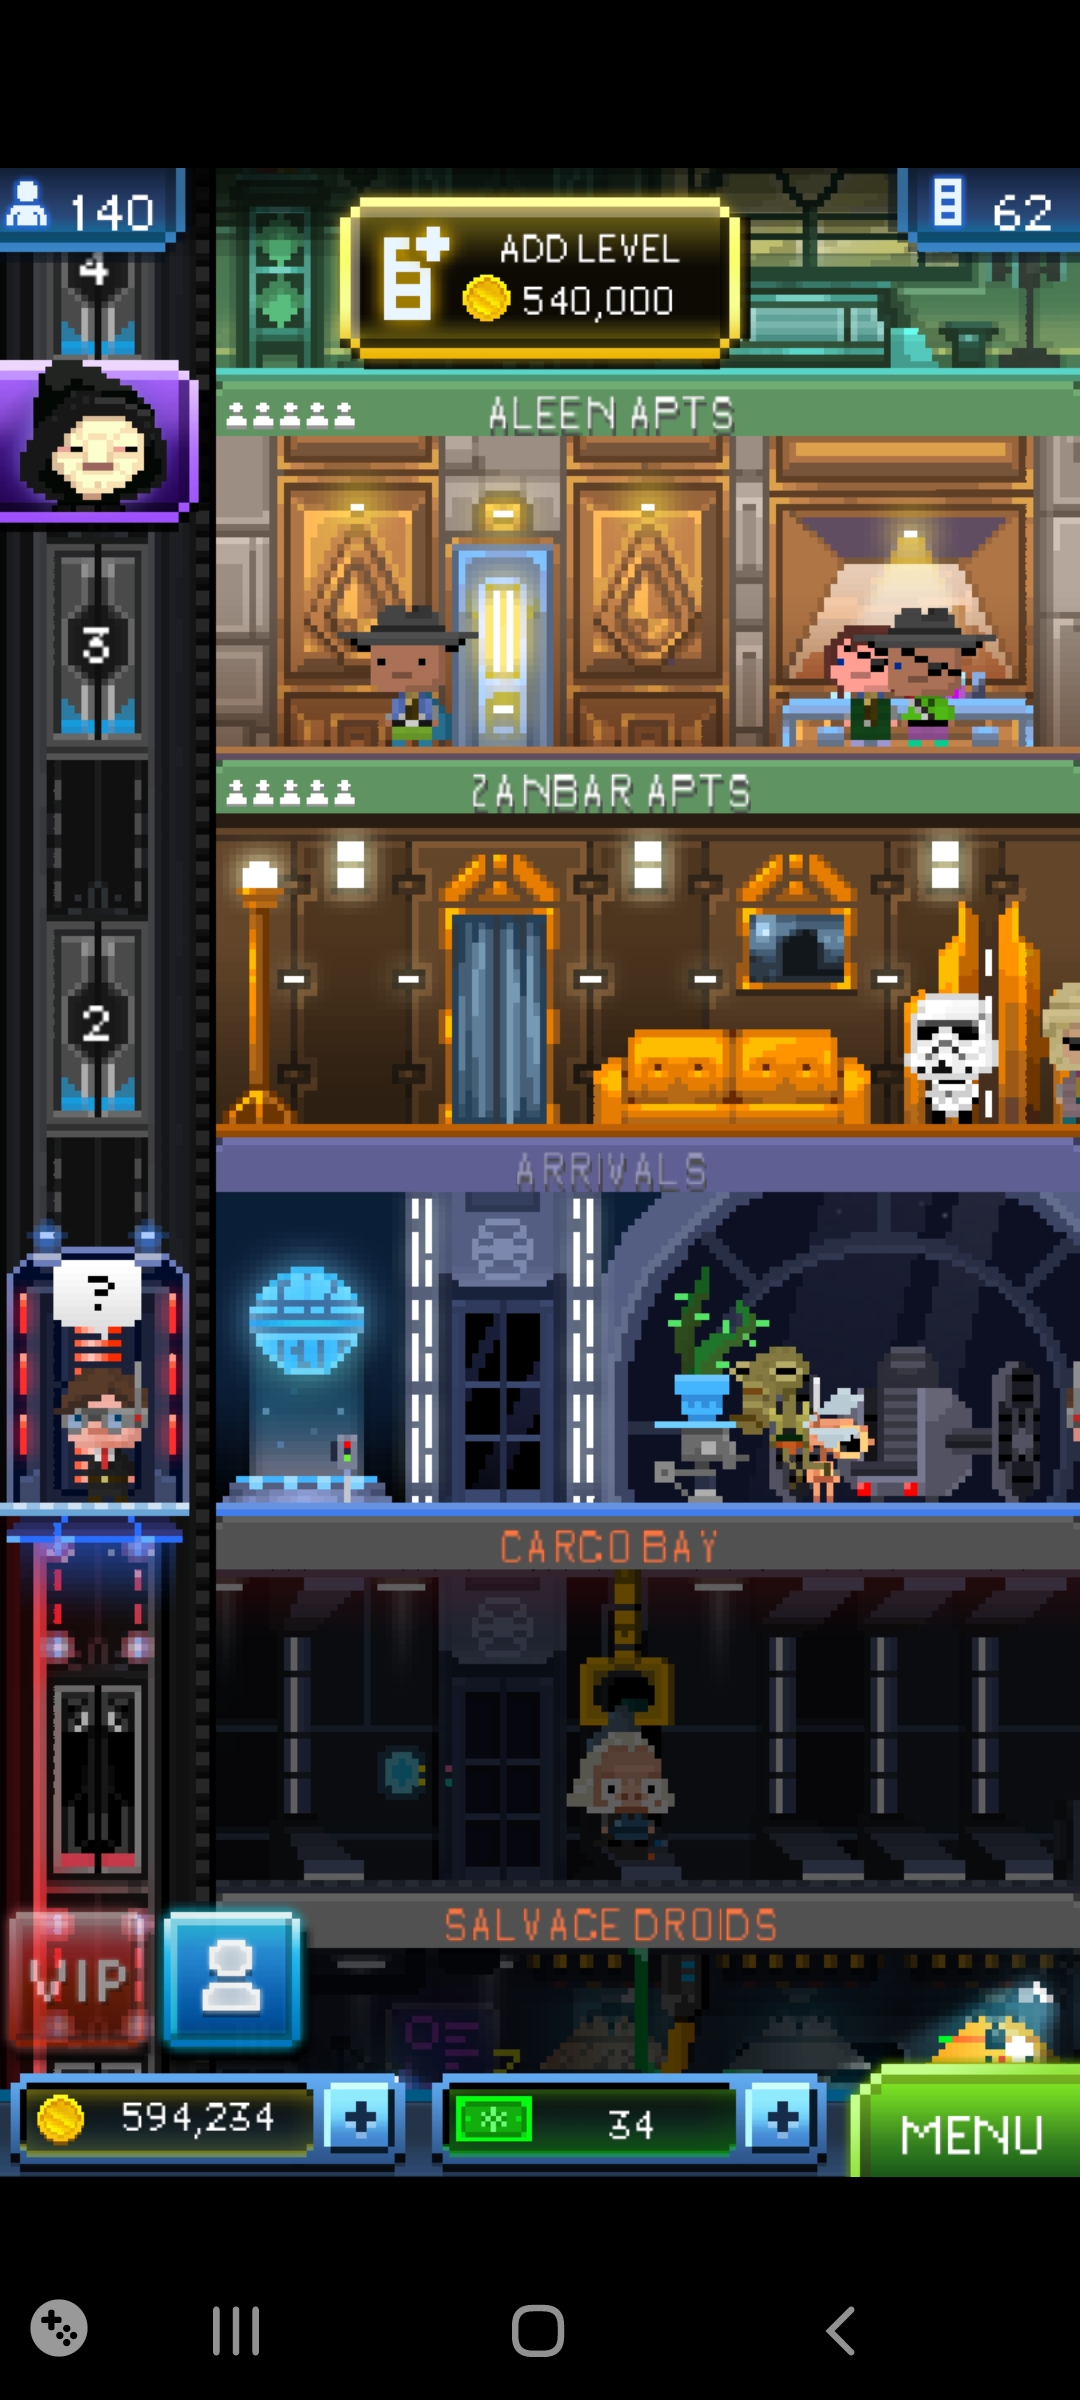 140
ADD LEVEL
540,000
62
4
ALEEN APTS
3
ZANBAR APTS
2
ARRIVALS
?
CARGO BAY
SALVAGE DROIDS
VIP
594,234
+
34
+
MENU